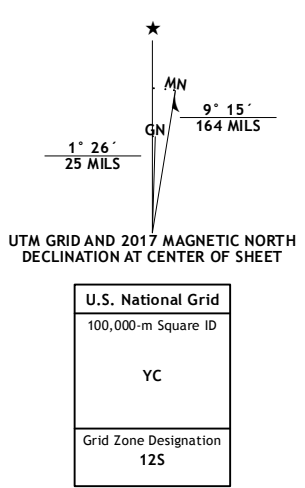 MN
GN
9° 15´
164 MILS
1° 26´
25 MILS
UTM GRID AND 2017 MAGNETIC NORTH
DECLINATION AT CENTER OF SHEET
U.S. National Grid
100,000-m Square ID
YC
Grid Zone Designation
12S